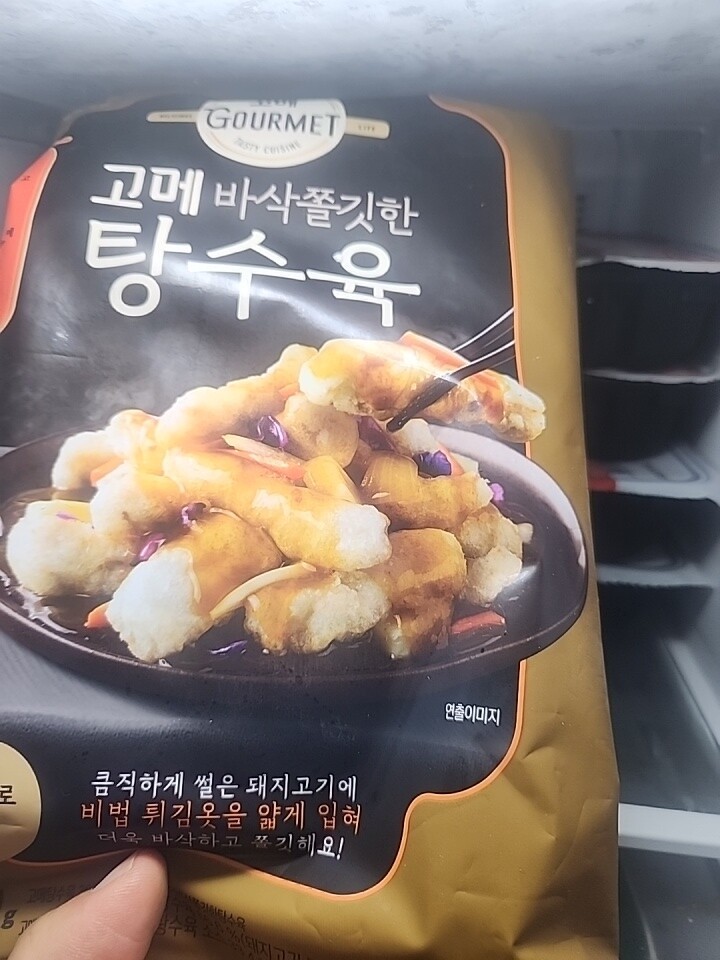 GOURMET
TASTY CUISINE
고메 바삭쫄깃한
탕수육
연출이미지
큼직하게 썰은 돼지고기에
비법 튀김옷을 얇게 입혀
더욱 바삭하고 쫄깃해요!
로
g